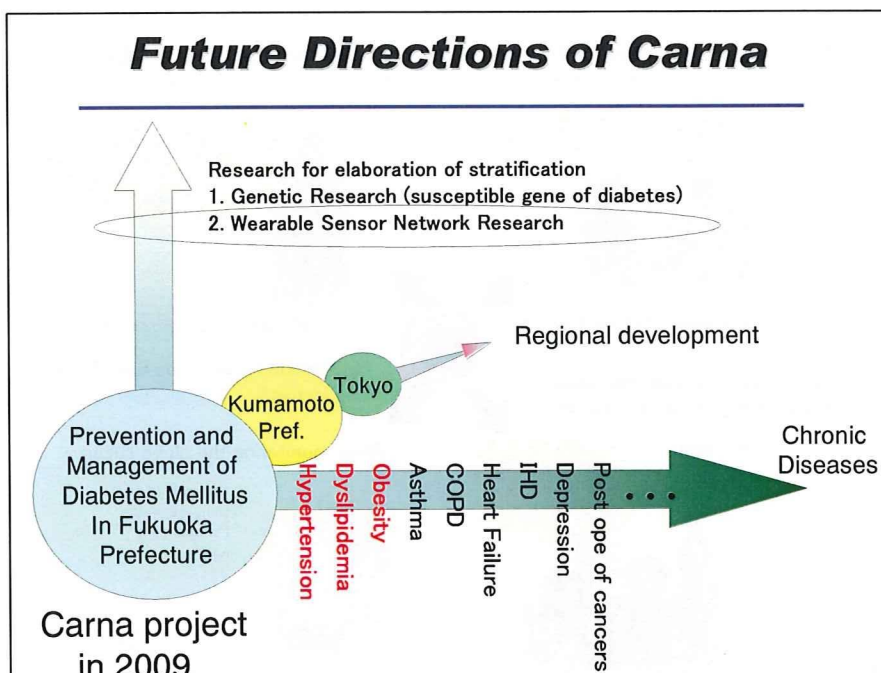 Future Directions of Carna
Research for elaboration of stratification
1. Genetic Research (susceptible gene of diabetes)
2. Wearable Sensor Network Research
Regional development
Tokyo
Kumamoto
Pref.
Prevention and
Management of
Diabetes Mellitus
In Fukuoka
Prefecture
Hypertension
Dyslipidemia
Obesity
Asthma
COPD
Heart Failure
IHD
Depression
Post ope of cancers
• • •
Chronic
Diseases
Carna project
in 2009